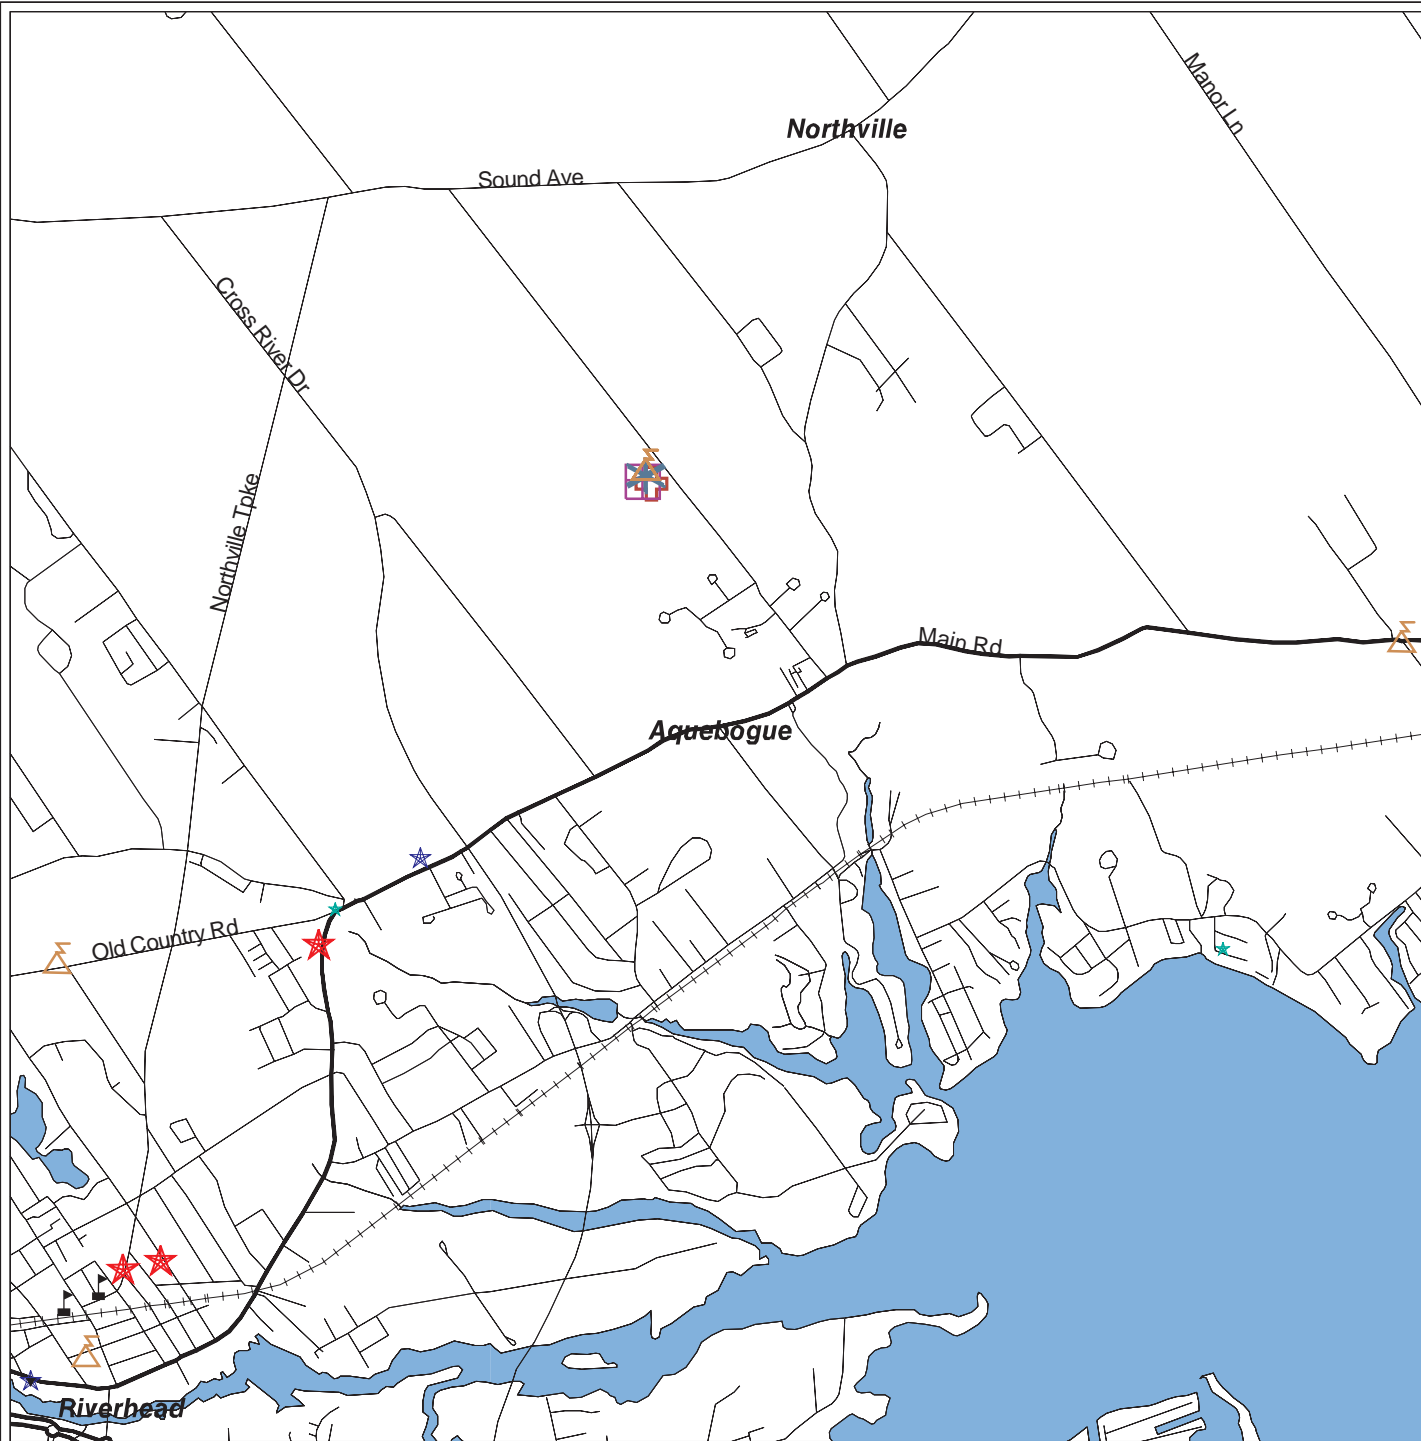 Manor Ln
Northville
Sound Ave
Cross River Dr
Northville Tpke
Main Rd
Aquebogue
Old Country Rd
Riverhead